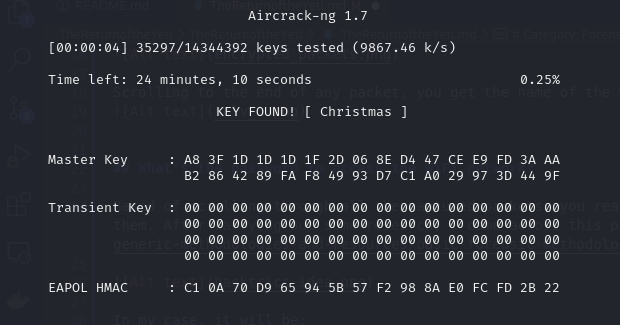 Aircrack-ng 1.7
[00:00:04] 35297/14344392 keys tested (9867.46 k/s)
Time left: 24 minutes, 10 seconds 0.25%
KEY FOUND! [ Christmas ]
Master Key : A8 3F 1D 1D 1D 1F 2D 06 8E D4 47 CE E9 FD 3A AA
B2 86 42 89 FA F8 49 93 D7 C1 A0 29 97 3D 44 9F
Transient Key : 00 00 00 00 00 00 00 00 00 00 00 00 00 00 00 00
00 00 00 00 00 00 00 00 00 00 00 00 00 00 00 00
00 00 00 00 00 00 00 00 00 00 00 00 00 00 00 00
00 00 00 00 00 00 00 00 00 00 00 00 00 00 00 00
EAPOL HMAC : C1 0A 70 D9 65 94 5B 57 F2 98 8A E0 FC FD 2B 22